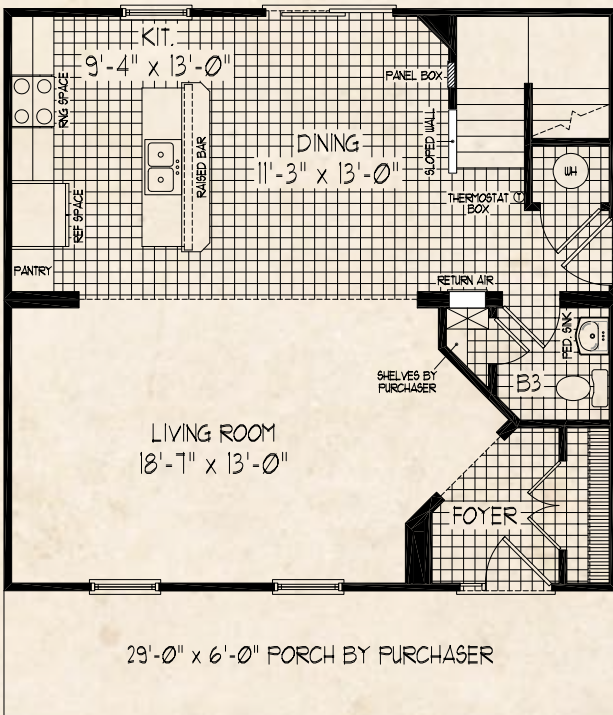 KIT.
9'-4" x 13'-0"
RNG SPACE
PANEL BOX
DINING
11'-3" x 13'-0"
SLOPED WALL
RAISED BAR
WH
REF SPACE
THERMOSTAT T
BOX
PANTRY
RETURN AIR
PED. SINK
SHELVES BY
PURCHASER
B3
LIVING ROOM
18'-7" x 13'-0"
FOYER
29'-0" x 6'-0" PORCH BY PURCHASER